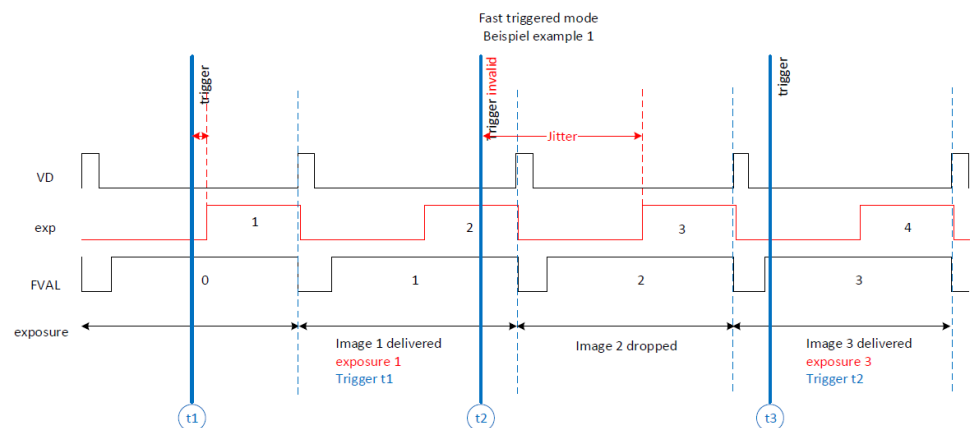 Fast triggered mode
Beispiel example 1
trigger
Trigger invalid
trigger
Jitter
VD
exp
1
2
3
4
FVAL
0
1
2
3
exposure
Image 1 delivered
exposure 1
Trigger t1
Image 2 dropped
Image 3 delivered
exposure 3
Trigger t2
t1
t2
t3